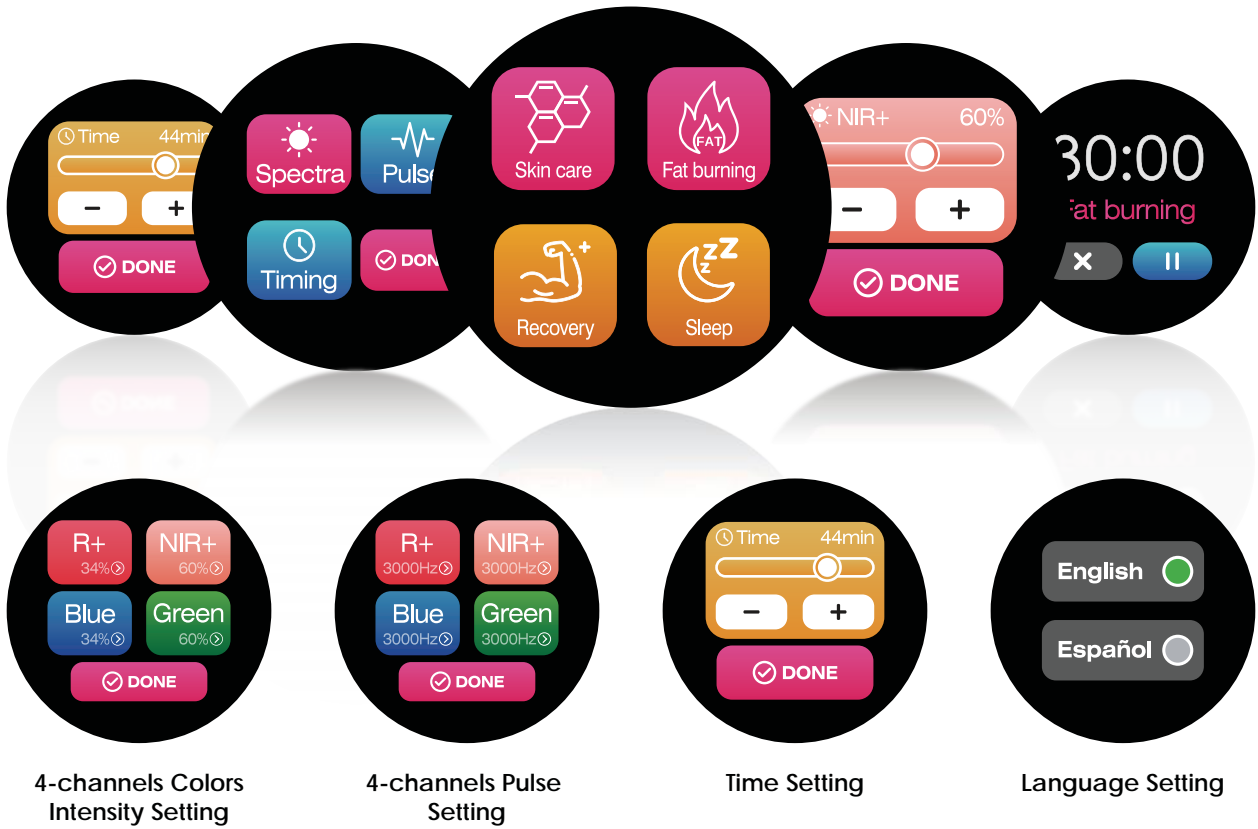 Time 44min
DONE
Spectra
Pulse
Timing
DON
Skin care
FAT
Fat burning
Recovery
zzZ
Sleep
NIR+ 60%
DONE
30:00
Fat burning
R+
34%
NIR+
60%
Blue
34%
Green
60%
DONE
4-channels Colors
Intensity Setting
R+
3000Hz
NIR+
3000Hz
Blue
3000Hz
Green
3000Hz
DONE
4-channels Pulse
Setting
Time 44min
DONE
Time Setting
English
Español
Language Setting